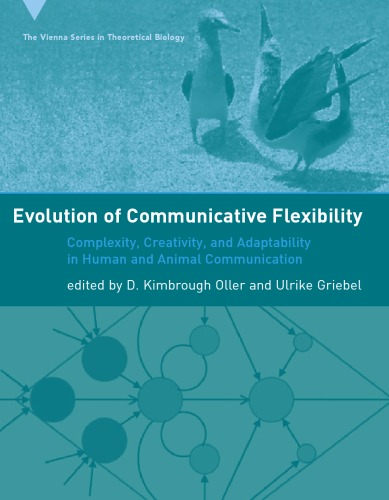 The Vienna Series in Theoretical Biology
Evolution of Communicative Flexibility
Complexity, Creativity, and Adaptability
in Human and Animal Communication
edited by D. Kimbrough Oller and Ulrike Griebel